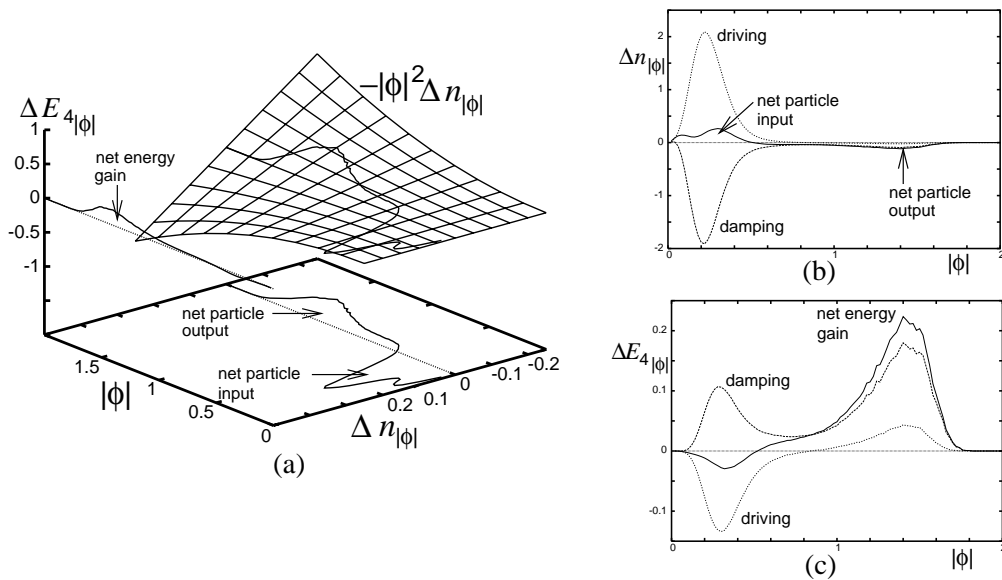 −|ϕ|²Δn|ϕ|
ΔE4|ϕ|
1
0
-0.5
-1
net energy
gain
net particle
output
net particle
input
1.5
1
0.5
0
|ϕ|
0.2
0.1
0
-0.1
-0.2
Δ n|ϕ|
(a)
2
1
0
-1
-2
Δn|ϕ|
driving
net particle
input
net particle
output
damping
0
1
2
|ϕ|
(b)
0.2
0.1
0
-0.1
ΔE4|ϕ|
net energy
gain
damping
driving
0
1
2
|ϕ|
(c)